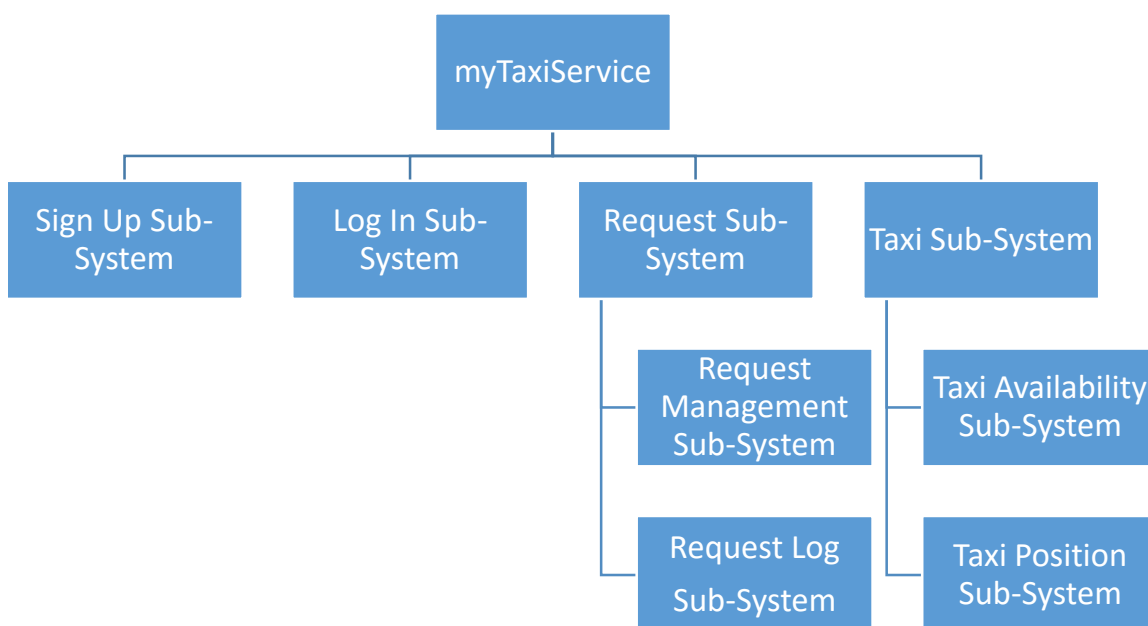 myTaxiService
Sign Up Sub-
System
Log In Sub-
System
Request Sub-
System
Taxi Sub-System
Request
Management
Sub-System
Taxi Availability
Sub-System
Request Log
Sub-System
Taxi Position
Sub-System